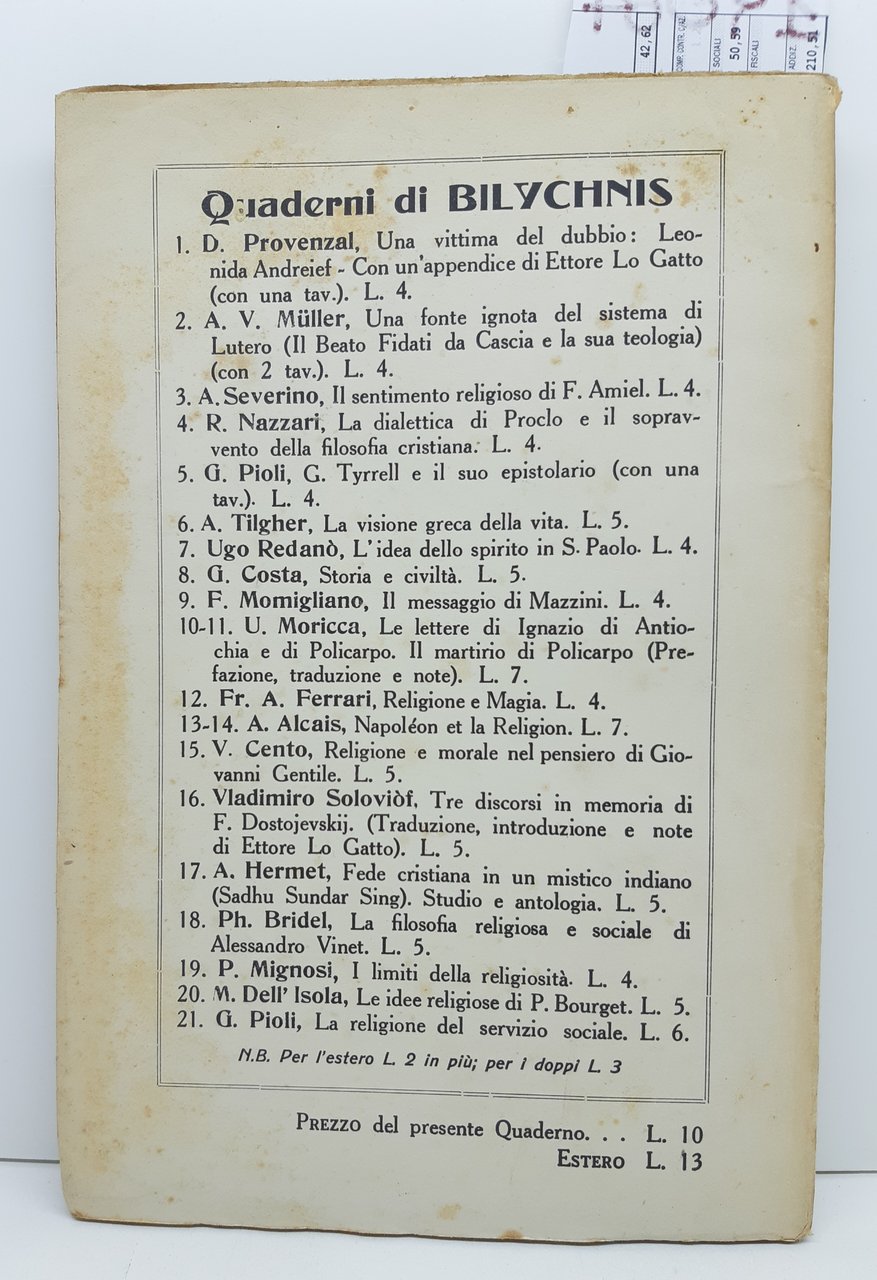 42,62
COMP. CONTR. C/AZ.
SOCIALI
50,59
FISCALI
ADDIZ.
210,51
Quaderni di BILYCHNIS
1. D. Provenzal, Una vittima del dubbio: Leo-
nida Andreief - Con un'appendice di Ettore Lo Gatto
(con una tav.). L. 4.
2. A. V. Müller, Una fonte ignota del sistema di
Lutero (Il Beato Fidati da Cascia e la sua teologia)
(con 2 tav.). L. 4.
3. A. Severino, Il sentimento religioso di F. Amiel. L. 4.
4. R. Nazzari, La dialettica di Proclo e il soprav-
vento della filosofia cristiana. L. 4.
5. G. Pioli, G. Tyrrell e il suo epistolario (con una
tav.). L. 4.
6. A. Tilgher, La visione greca della vita. L. 5.
7. Ugo Redanò, L'idea dello spirito in S. Paolo. L. 4.
8. G. Costa, Storia e civiltà. L. 5.
9. F. Momigliano, Il messaggio di Mazzini. L. 4.
10-11. U. Moricca, Le lettere di Ignazio di Antio-
chia e di Policarpo. Il martirio di Policarpo (Pre-
fazione, traduzione e note). L. 7.
12. Fr. A. Ferrari, Religione e Magia. L. 4.
13-14. A. Alcais, Napoléon et la Religion. L. 7.
15. V. Cento, Religione e morale nel pensiero di Gio-
vanni Gentile. L. 5.
16. Vladimiro Soloviòf, Tre discorsi in memoria di
F. Dostojevskij. (Traduzione, introduzione e note
di Ettore Lo Gatto). L. 5.
17. A. Hermet, Fede cristiana in un mistico indiano
(Sadhu Sundar Sing). Studio e antologia. L. 5.
18. Ph. Bridel, La filosofia religiosa e sociale di
Alessandro Vinet. L. 5.
19. P. Mignosi, I limiti della religiosità. L. 4.
20. M. Dell' Isola, Le idee religiose di P. Bourget. L. 5.
21. G. Pioli, La religione del servizio sociale. L. 6.
N.B. Per l'estero L. 2 in più; per i doppi L. 3
PREZZO del presente Quaderno. . . L. 10
ESTERO L. 13